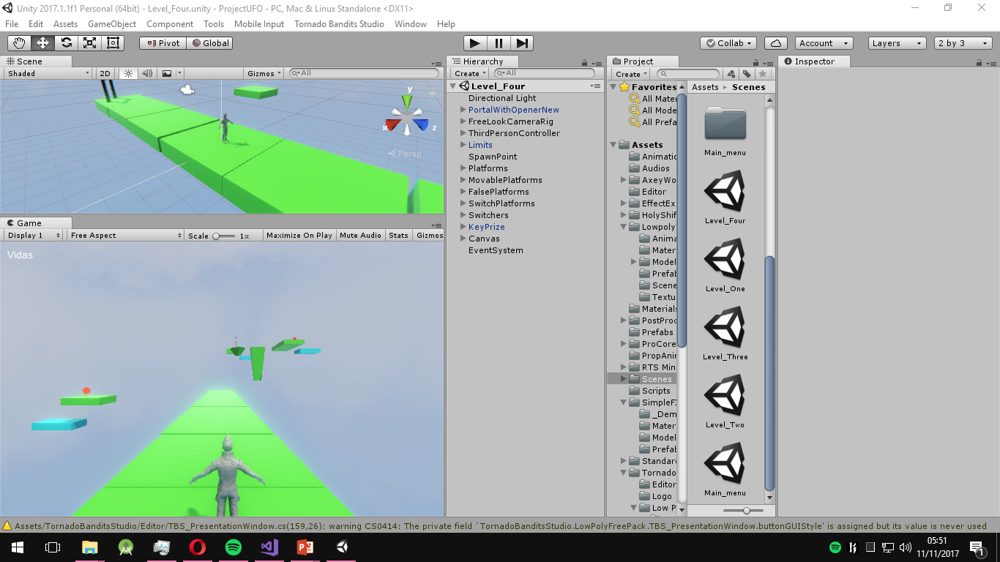 Unity 2017.1.1f1 Personal (64bit) - Level_Four.unity - ProjectUFO - PC, Mac & Linux Standalone <DX11>
File Edit Assets GameObject Component Tools Mobile Input Tornado Bandits Studio Window Help
Pivot Global Collab Account Layers 2 by 3
Scene
Shaded 2D Gizmos All
y
x z
Persp
Game
Display 1 Free Aspect Scale 1x Maximize On Play Mute Audio Stats Gizmos
Vidas
Hierarchy
Create All
Level_Four
Directional Light
PortalWithOpenerNew
FreeLookCameraRig
ThirdPersonController
Limits
SpawnPoint
Platforms
MovablePlatforms
FalsePlatforms
SwitchPlatforms
Switchers
KeyPrize
Canvas
EventSystem
Project
Create
Favorites
All Mater
All Mode
All Prefa
Assets
Animatio
Audios
AxeyWo
Editor
EffectEx
HolyShif
Lowpoly
Anima
Mater
Model
Prefab
Scene
Textu
Materials
PostProc
Prefabs
ProCore
PropAnir
RTS Min
Scenes
Scripts
SimpleFX
_Dem
Mater
Model
Prefab
Standard
Tornado
Editor
Logo
Low P
Assets Scenes
Main_menu
Level_Four
Level_One
Level_Three
Level_Two
Main_menu
Inspector
Assets/TornadoBanditsStudio/Editor/TBS_PresentationWindow.cs(159,26): warning CS0414: The private field `TornadoBanditsStudio.LowPolyFreePack.TBS_PresentationWindow.buttonGUIStyle' is assigned but its value is never used
05:51
11/11/2017
1